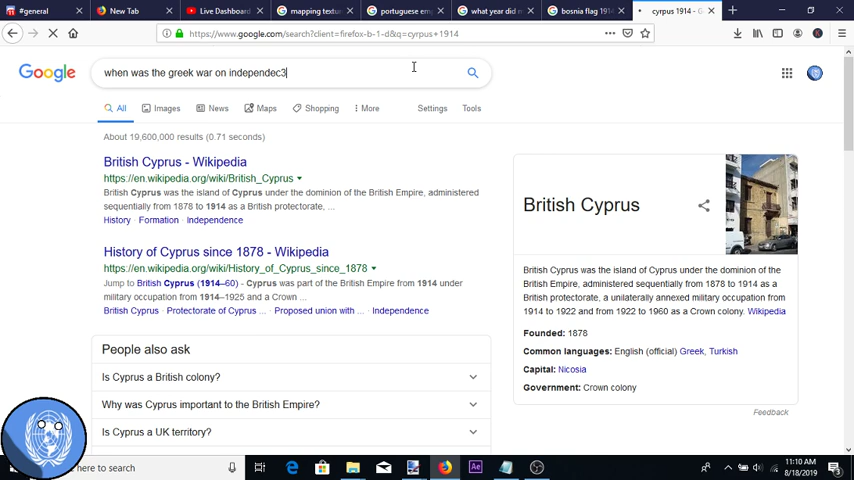 #general
New Tab
Live Dashboard
mapping textur
portuguese em
what year did n
bosnia flag 1914
cyprus 1914 - G
https://www.google.com/search?client=firefox-b-1-d&q=cyrpus+1914
Google
when was the greek war on independec3
All
Images
News
Maps
Shopping
More
Settings
Tools
About 19,600,000 results (0.71 seconds)
British Cyprus - Wikipedia
https://en.wikipedia.org/wiki/British_Cyprus
British Cyprus was the island of Cyprus under the dominion of the British Empire, administered
sequentially from 1878 to 1914 as a British protectorate, ...
History · Formation · Independence
History of Cyprus since 1878 - Wikipedia
https://en.wikipedia.org/wiki/History_of_Cyprus_since_1878
Jump to British Cyprus (1914–60) - Cyprus was part of the British Empire from 1914 under
military occupation from 1914–1925 and a Crown ...
British Cyprus · Protectorate of Cyprus ... · Proposed union with ... · Independence
People also ask
Is Cyprus a British colony?
Why was Cyprus important to the British Empire?
Is Cyprus a UK territory?
British Cyprus
British Cyprus was the island of Cyprus under the dominion of the
British Empire, administered sequentially from 1878 to 1914 as a
British protectorate, a unilaterally annexed military occupation from
1914 to 1922 and from 1922 to 1960 as a Crown colony. Wikipedia
Founded: 1878
Common languages: English (official) Greek, Turkish
Capital: Nicosia
Government: Crown colony
Feedback
here to search
Ae
11:10 AM
8/18/2019
3